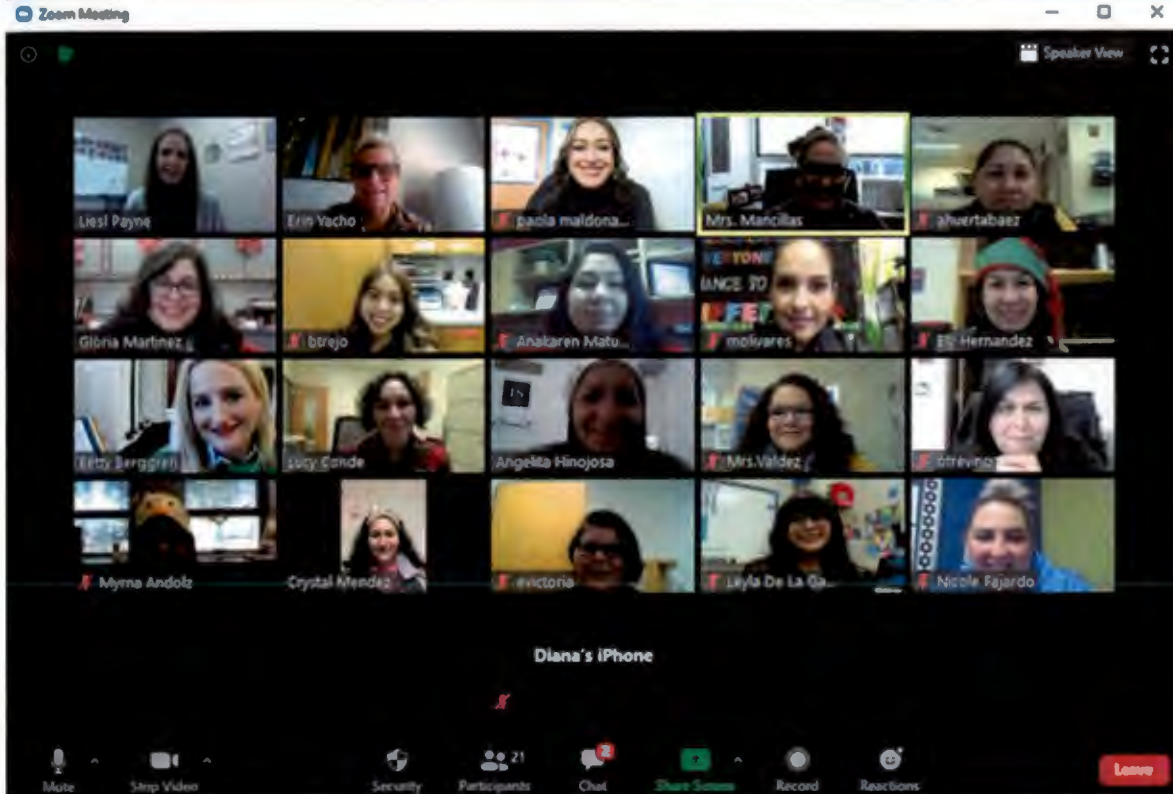 Zoom Meeting
Speaker View
Liesl Payne
Erin Yacho
paola maldona...
Mrs. Mancillas
ahuertabaez
Gloria Martinez
btrejo
Anakaren Matu...
molivares
Ely Hernandez
Betty Berggren
Lucy Conde
Angelita Hinojosa
Mrs.Valdez
otrevino
Myrna Andolz
Crystal Mendez
evictoria
Leyla De La Ga...
Nicole Fajardo
Diana's iPhone
Mute
Stop Video
Security
Participants
21
Chat
2
Share Screen
Record
Reactions
Leave